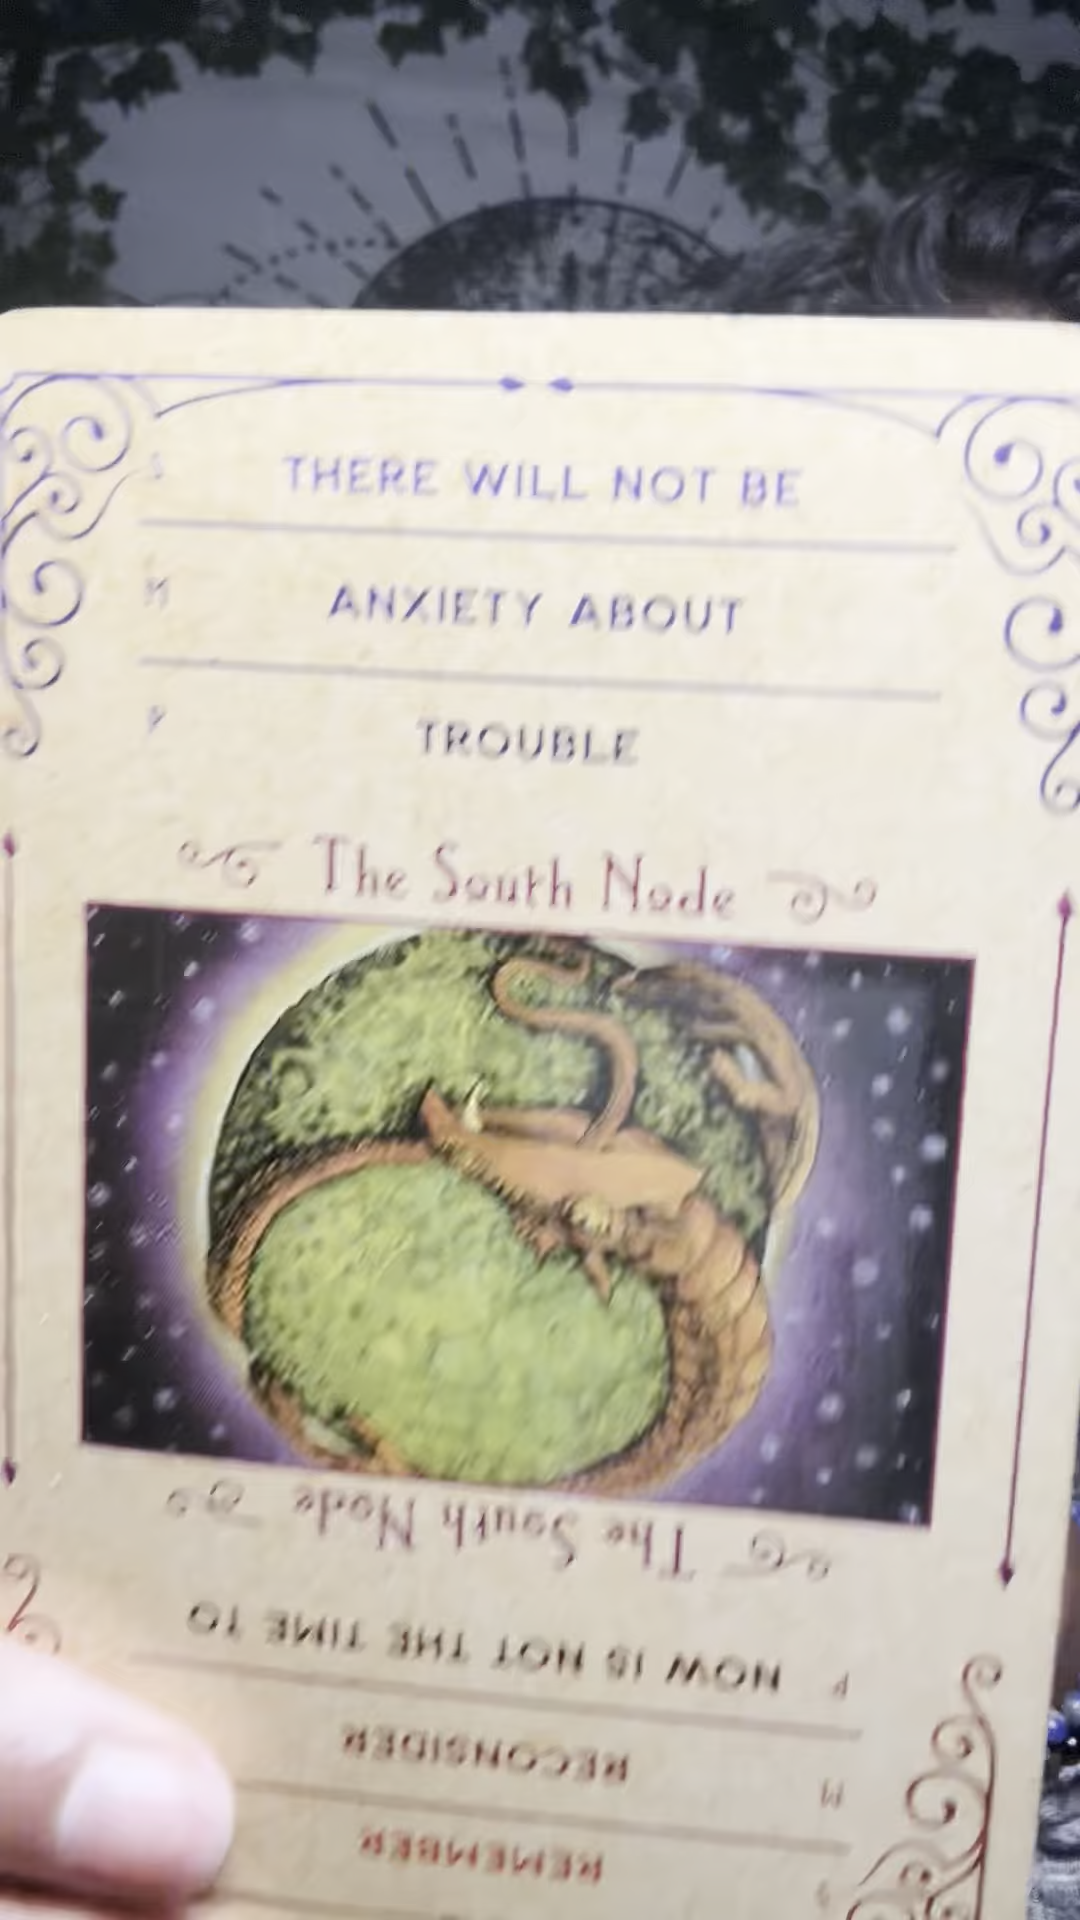 S THERE WILL NOT BE
M ANXIETY ABOUT
P TROUBLE
The South Node
The South Node
P NOW IS NOT THE TIME TO
M RECONSIDER
S REMEMBER